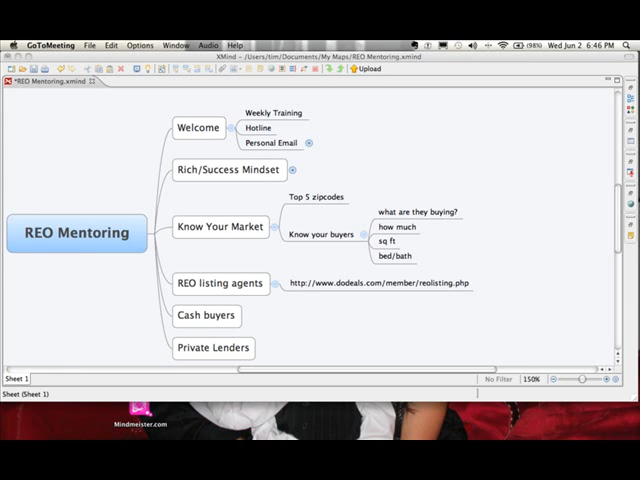 GoToMeeting File Edit View Options Window Audio Help (98%) Wed Jun 2 6:46 PM
XMind - /Users/tim/Documents/My Maps/REO Mentoring.xmind
Upload
*REO Mentoring.xmind
Weekly Training
Welcome
Hotline
Personal Email
Rich/Success Mindset
Top 5 zipcodes
what are they buying?
Know Your Market
how much
REO Mentoring
Know your buyers
sq ft
bed/bath
REO listing agents
http://www.dodeals.com/member/reolisting.php
Cash buyers
Private Lenders
Sheet 1
No Filter 150%
Sheet (Sheet 1)
Mindmeister.com